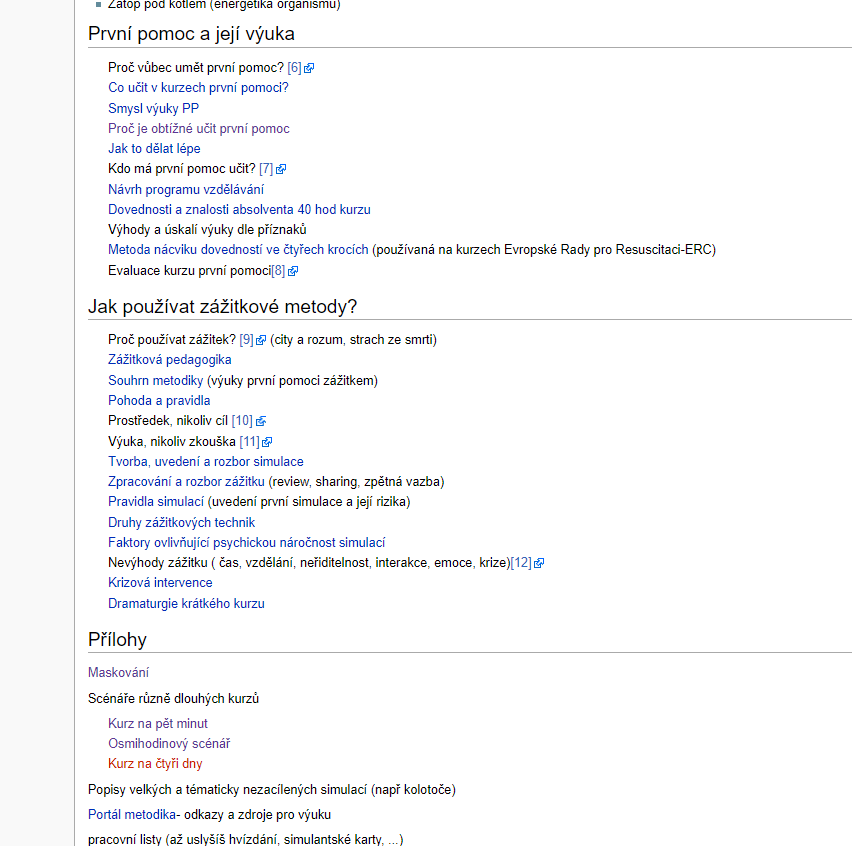 Zátop pod kotlem (energetika organismu)
První pomoc a její výuka
Proč vůbec umět první pomoc? [6]
Co učit v kurzech první pomoci?
Smysl výuky PP
Proč je obtížné učit první pomoc
Jak to dělat lépe
Kdo má první pomoc učit? [7]
Návrh programu vzdělávání
Dovednosti a znalosti absolventa 40 hod kurzu
Výhody a úskalí výuky dle příznaků
Metoda nácviku dovedností ve čtyřech krocích (používaná na kurzech Evropské Rady pro Resuscitaci-ERC)
Evaluace kurzu první pomoci[8]
Jak používat zážitkové metody?
Proč používat zážitek? [9] (city a rozum, strach ze smrti)
Zážitková pedagogika
Souhrn metodiky (výuky první pomoci zážitkem)
Pohoda a pravidla
Prostředek, nikoliv cíl [10]
Výuka, nikoliv zkouška [11]
Tvorba, uvedení a rozbor simulace
Zpracování a rozbor zážitku (review, sharing, zpětná vazba)
Pravidla simulací (uvedení první simulace a její rizika)
Druhy zážitkových technik
Faktory ovlivňující psychickou náročnost simulací
Nevýhody zážitku ( čas, vzdělání, neřiditelnost, interakce, emoce, krize)[12]
Krizová intervence
Dramaturgie krátkého kurzu
Přílohy
Maskování
Scénáře různě dlouhých kurzů
Kurz na pět minut
Osmihodinový scénář
Kurz na čtyři dny
Popisy velkých a tématicky nezacílených simulací (např kolotoče)
Portál metodika- odkazy a zdroje pro výuku
pracovní listy (až uslyšíš hvízdání, simulantské karty, ...)